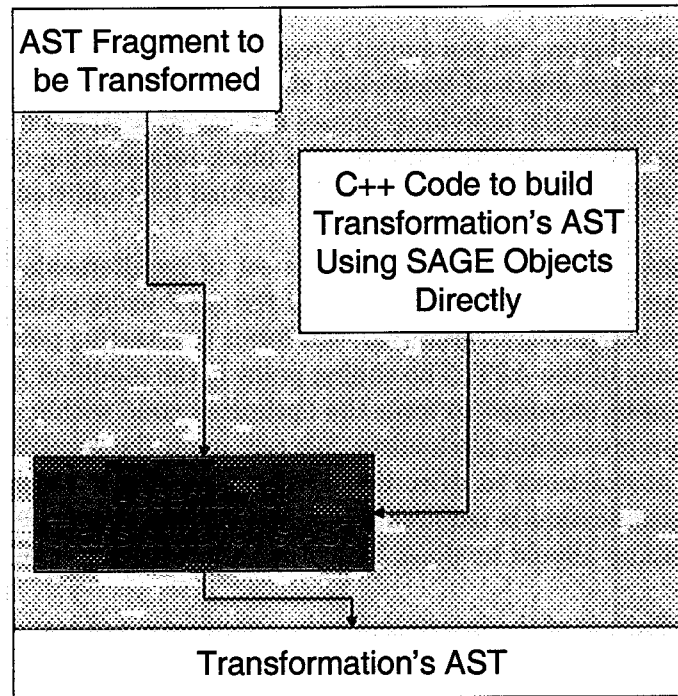 AST Fragment to
be Transformed
C++ Code to build
Transformation's AST
Using SAGE Objects
Directly
Transformation's AST